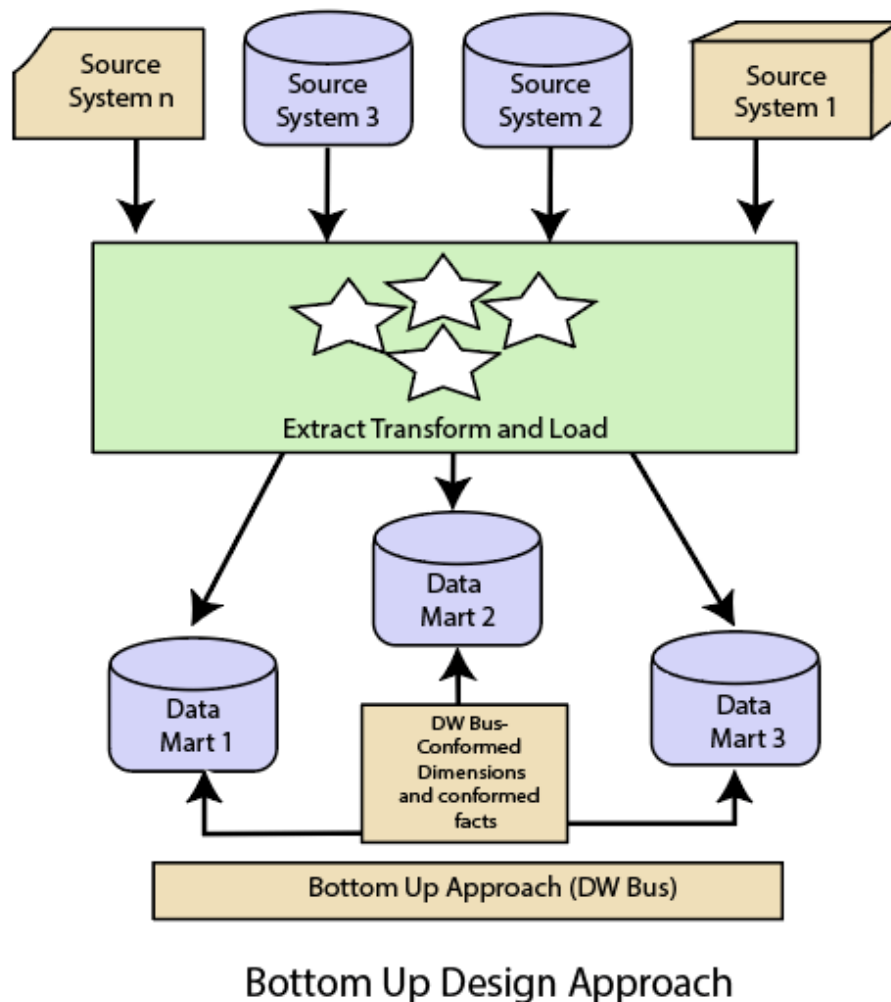 Source
System n
Source
System 3
Source
System 2
Source
System 1
Extract Transform and Load
Data
Mart 2
Data
Mart 1
DW Bus-
Conformed
Dimensions
and conformed
facts
Data
Mart 3
Bottom Up Approach (DW Bus)
Bottom Up Design Approach